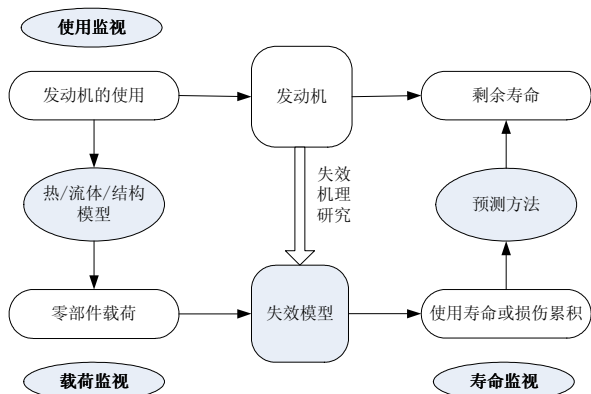 使用监视
发动机的使用
发动机
剩余寿命
失效
机理
研究
热/流体/结构
模型
预测方法
零部件载荷
失效模型
使用寿命或损伤累积
载荷监视
寿命监视